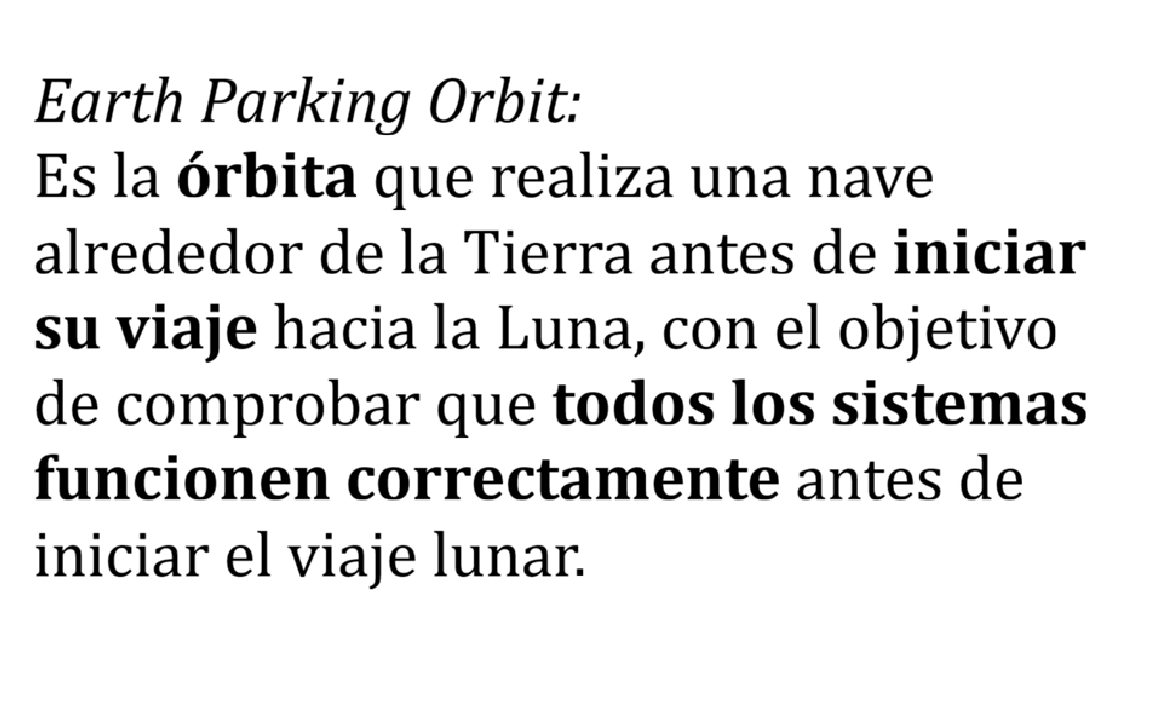 Earth Parking Orbit:
Es la órbita que realiza una nave
alrededor de la Tierra antes de iniciar
su viaje hacia la Luna, con el objetivo
de comprobar que todos los sistemas
funcionen correctamente antes de
iniciar el viaje lunar.